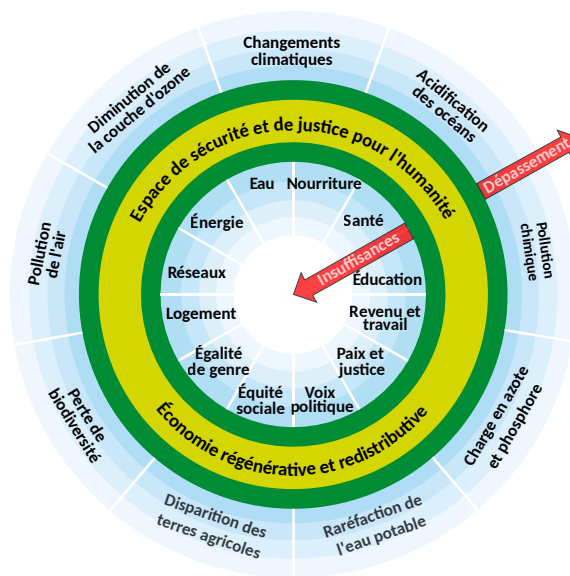 Changements
climatiques
Acidification
des océans
Pollution
chimique
Charge en azote
et phosphore
Raréfaction de
l'eau potable
Disparition des
terres agricoles
Perte de
biodiversité
Pollution
de l'air
Diminution de
la couche d'ozone
Dépassement
Espace de sécurité et de justice pour l'humanité
Économie régénérative et redistributive
Eau
Nourriture
Santé
Insuffisances
Éducation
Revenu et
travail
Paix et
justice
Voix
politique
Équité
sociale
Égalité
de genre
Logement
Réseaux
Énergie